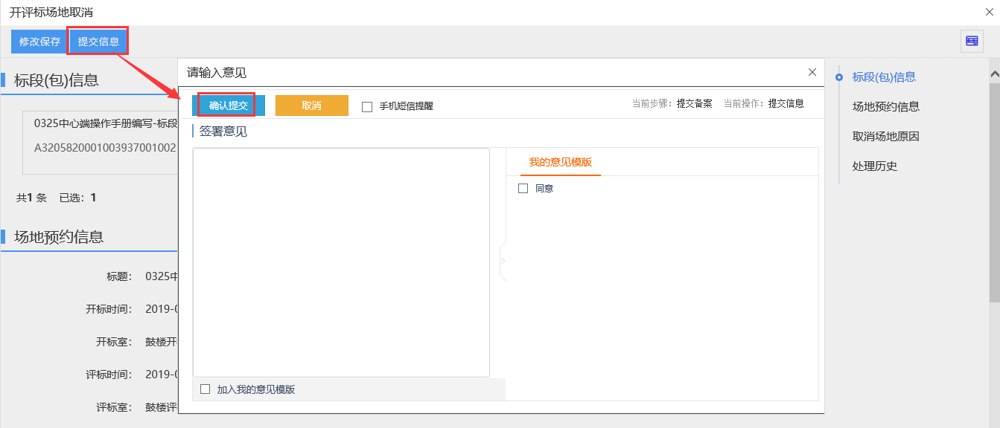 开评标场地取消
修改保存 提交信息
标段(包)信息
0325中心端操作手册编写-标段
A3205820001003937001002
共1 条 已选：1
场地预约信息
标题： 0325中
开标时间： 2019-0
开标室： 鼓楼开
评标时间： 2019-0
评标室： 鼓楼评
请输入意见
确认提交 取消 手机短信提醒 当前步骤：提交备案 当前操作：提交信息
签署意见
我的意见模版
同意
加入我的意见模版
标段(包)信息
场地预约信息
取消场地原因
处理历史